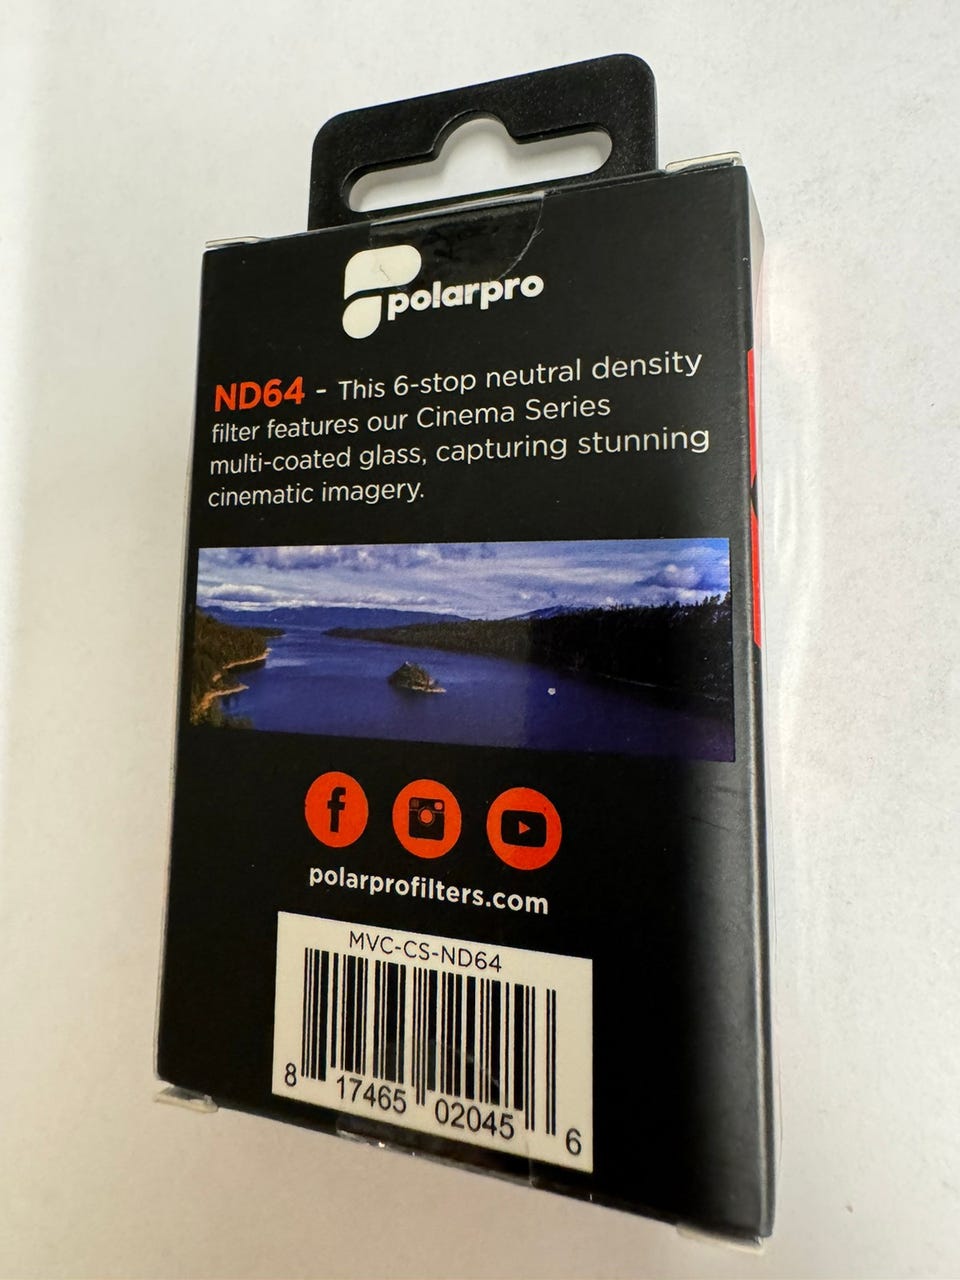 polarpro
ND64 - This 6-stop neutral density
filter features our Cinema Series
multi-coated glass, capturing stunning
cinematic imagery.
polarprofilters.com
MVC-CS-ND64
8 17465 02045 6